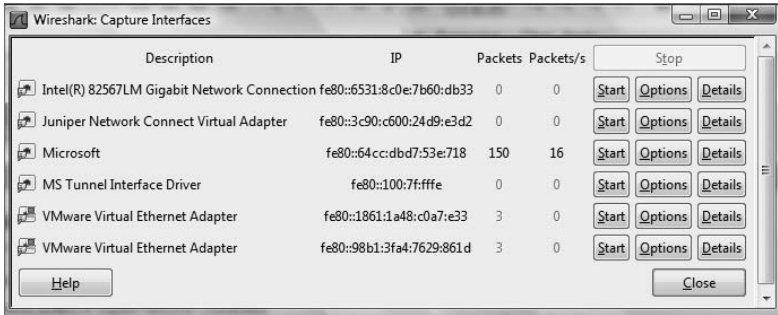 Wireshark: Capture Interfaces
Description IP Packets Packets/s Stop
Intel(R) 82567LM Gigabit Network Connection fe80::6531:8c0e:7b60:db33 0 0 Start Options Details
Juniper Network Connect Virtual Adapter fe80::3c90:c600:24d9:e3d2 0 0 Start Options Details
Microsoft fe80::64cc:dbd7:53e:718 150 16 Start Options Details
MS Tunnel Interface Driver fe80::100:7f:fffe 0 0 Start Options Details
VMware Virtual Ethernet Adapter fe80::1861:1a48:c0a7:e33 3 0 Start Options Details
VMware Virtual Ethernet Adapter fe80::98b1:3fa4:7629:861d 3 0 Start Options Details
Help Close